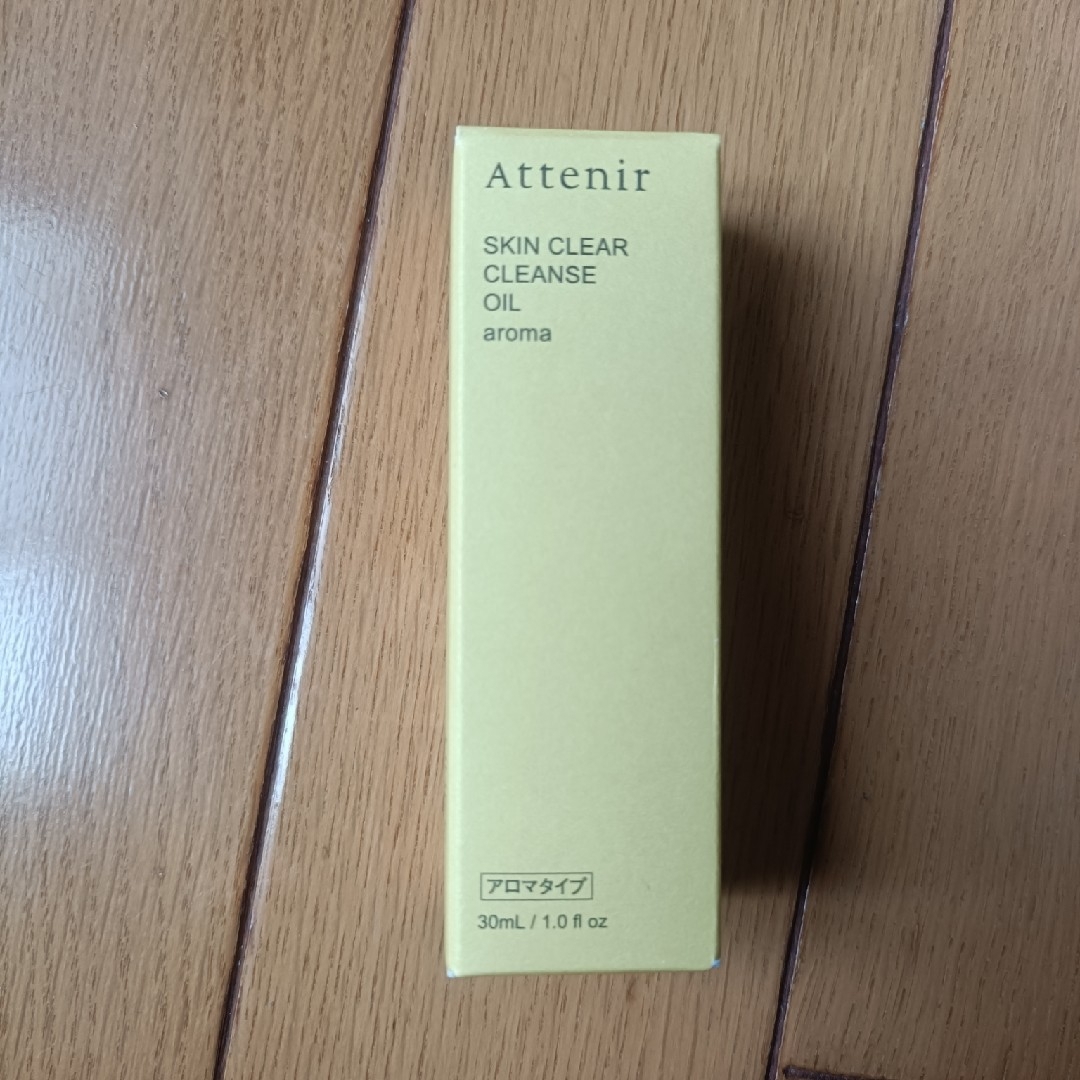 Attenir
SKIN CLEAR
CLEANSE
OIL
aroma
アロマタイプ
30mL / 1.0 fl oz